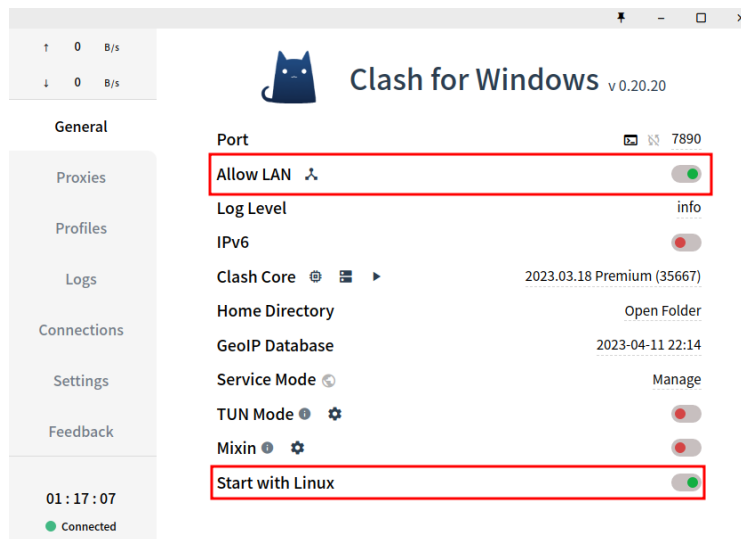 ↑ 0 B/s
↓ 0 B/s
General
Proxies
Profiles
Logs
Connections
Settings
Feedback
01 : 17 : 07
Connected
Clash for Windows v 0.20.20
Port 7890
Allow LAN
Log Level info
IPv6
Clash Core 2023.03.18 Premium (35667)
Home Directory Open Folder
GeoIP Database 2023-04-11 22:14
Service Mode Manage
TUN Mode
Mixin
Start with Linux